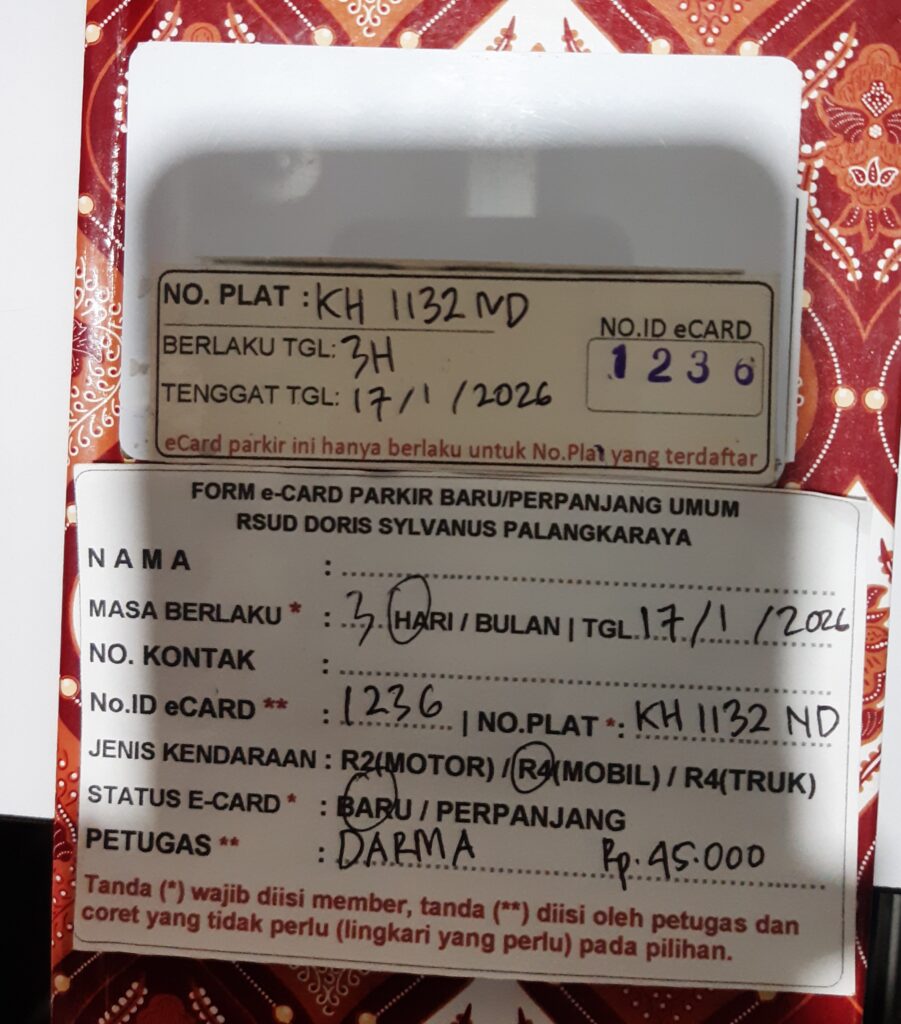 NO. PLAT : KH 1132 ND
BERLAKU TGL: 3H
TENGGAT TGL: 17/1/2026
NO.ID eCARD
1236
eCard parkir ini hanya berlaku untuk No.Plat yang terdaftar
FORM e-CARD PARKIR BARU/PERPANJANG UMUM
RSUD DORIS SYLVANUS PALANGKARAYA
NAMA :
MASA BERLAKU * : 3 HARI / BULAN | TGL 17/1/2026
NO. KONTAK :
No.ID eCARD ** : 1236 | NO.PLAT *: KH 1132 ND
JENIS KENDARAAN : R2(MOTOR) / R4(MOBIL) / R4(TRUK)
STATUS E-CARD * : BARU / PERPANJANG
PETUGAS ** : DARMA Rp. 45.000
Tanda (*) wajib diisi member, tanda (**) diisi oleh petugas dan
coret yang tidak perlu (lingkari yang perlu) pada pilihan.